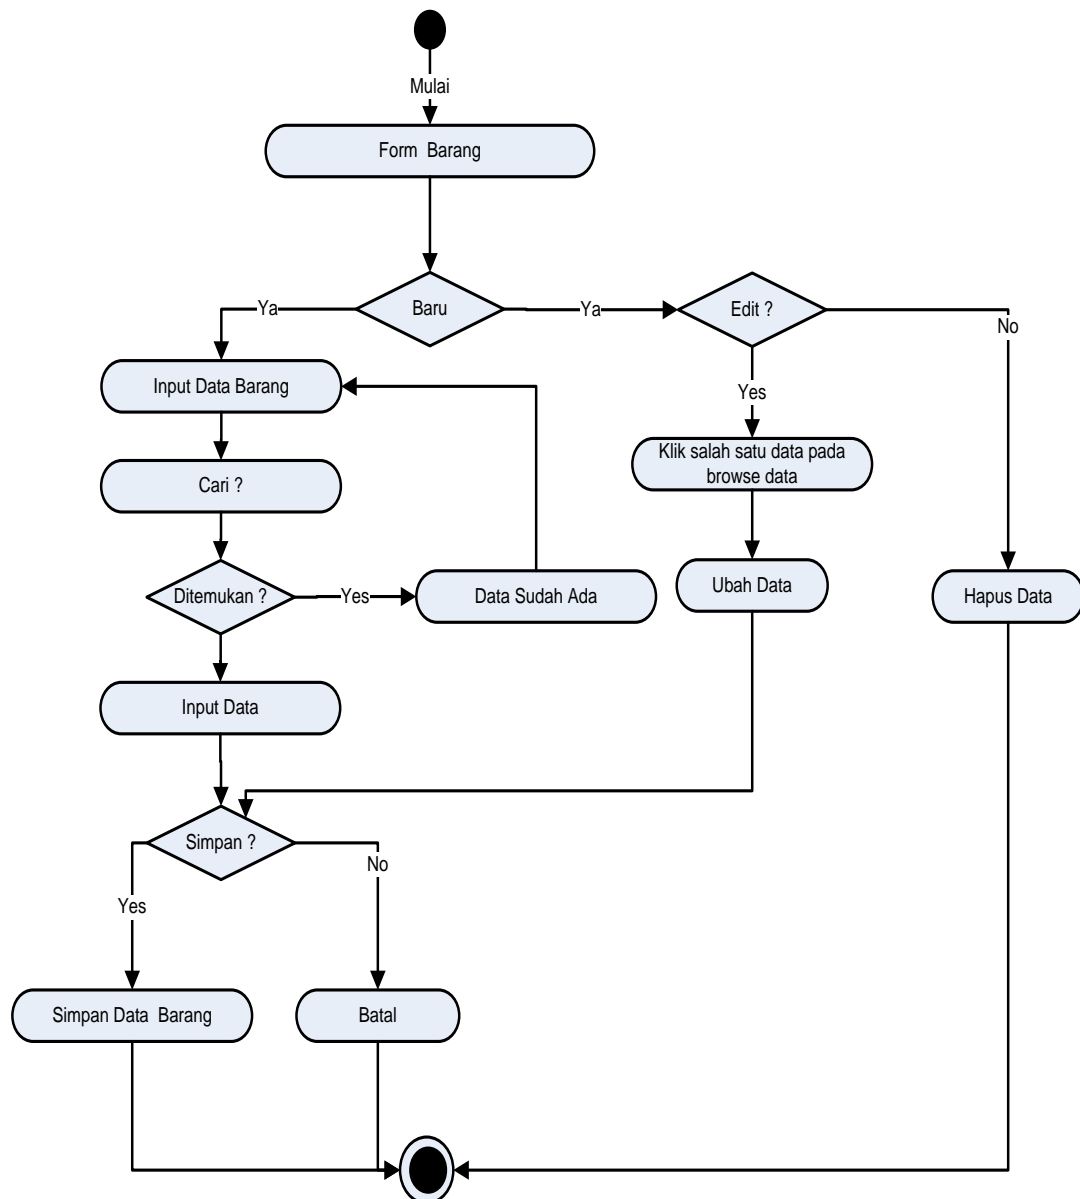 Mulai
Form Barang
Baru
Ya
Ya
Edit ?
No
Input Data Barang
Yes
Klik salah satu data pada
browse data
Cari ?
Ditemukan ?
Yes
Data Sudah Ada
Ubah Data
Hapus Data
Input Data
Simpan ?
No
Yes
Simpan Data Barang
Batal